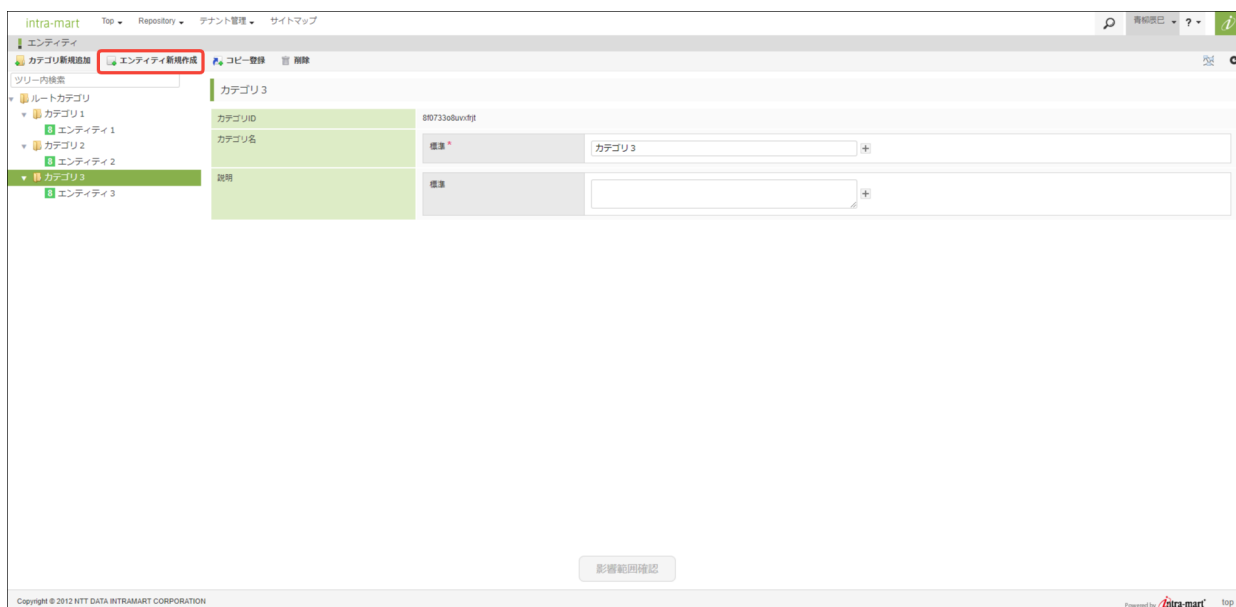 intra-mart Top Repository テナント管理 サイトマップ 青柳辰巳 ?
エンティティ
カテゴリ新規追加 エンティティ新規作成 コピー登録 削除
ツリー内検索
ルートカテゴリ
カテゴリ1
エンティティ1
カテゴリ2
エンティティ2
カテゴリ3
エンティティ3
カテゴリ3
カテゴリID 8f0733o8uvxfrjt
カテゴリ名 標準 * カテゴリ3
説明 標準
影響範囲確認
Copyright © 2012 NTT DATA INTRAMART CORPORATION Powered by intra-mart top